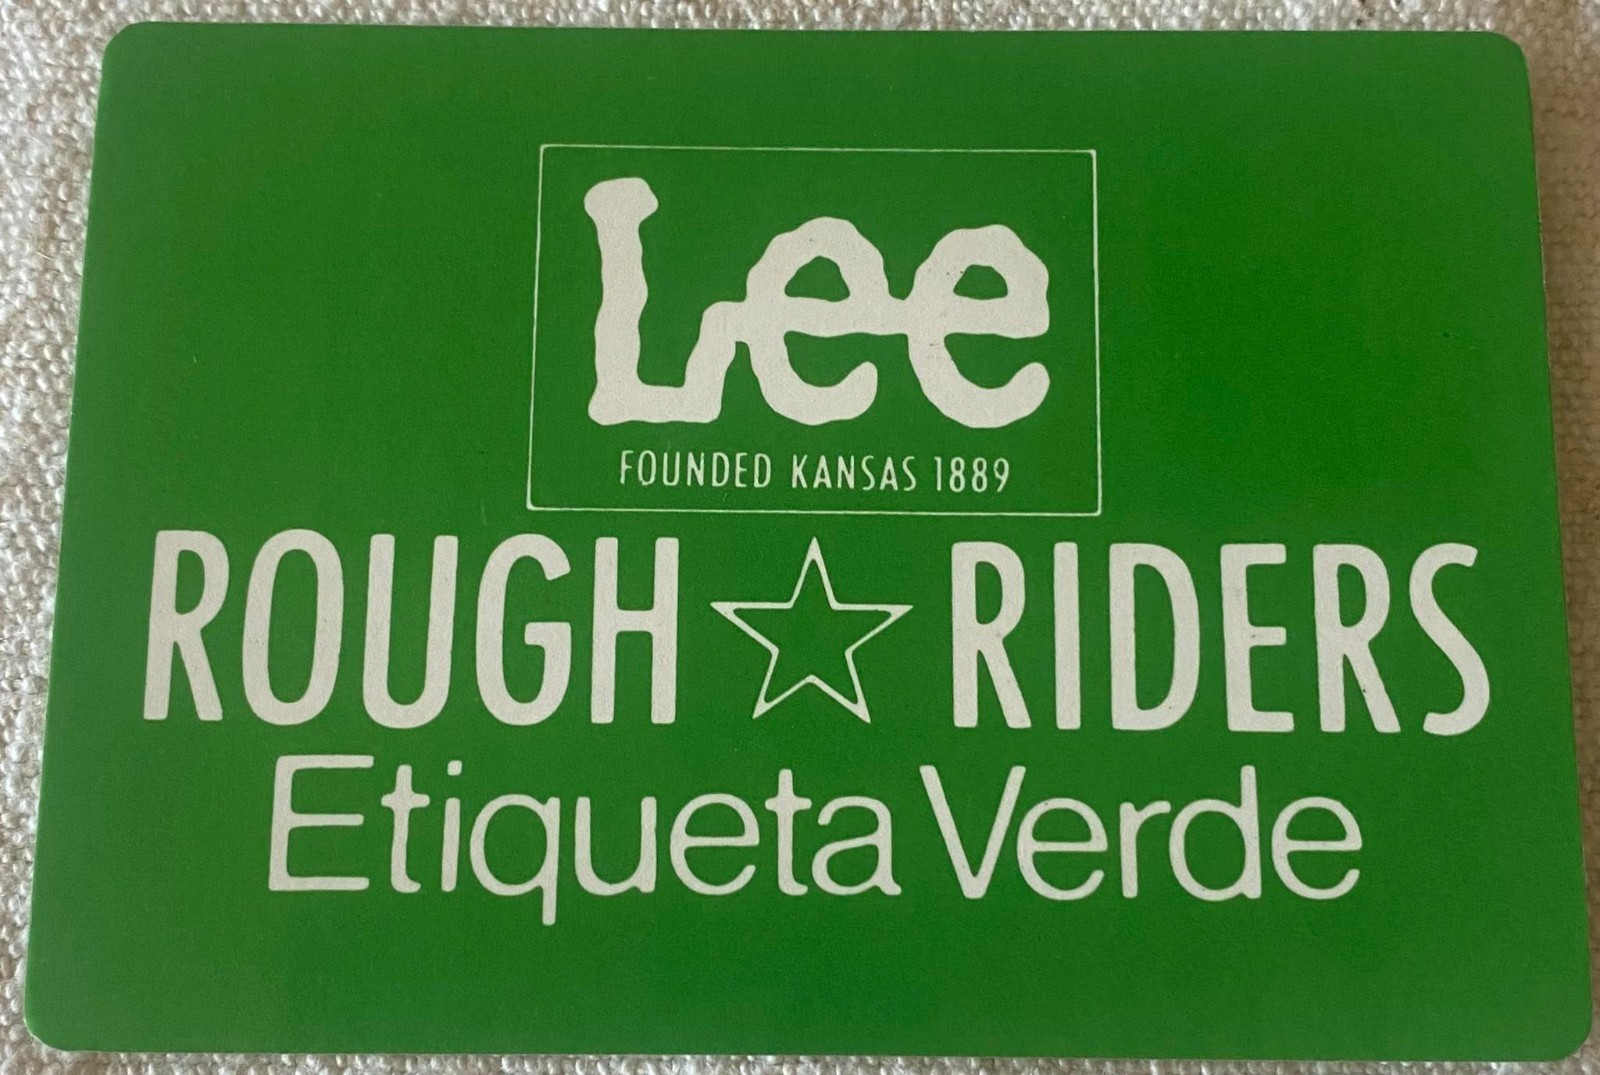 Lee
FOUNDED KANSAS 1889
ROUGH RIDERS
Etiqueta Verde